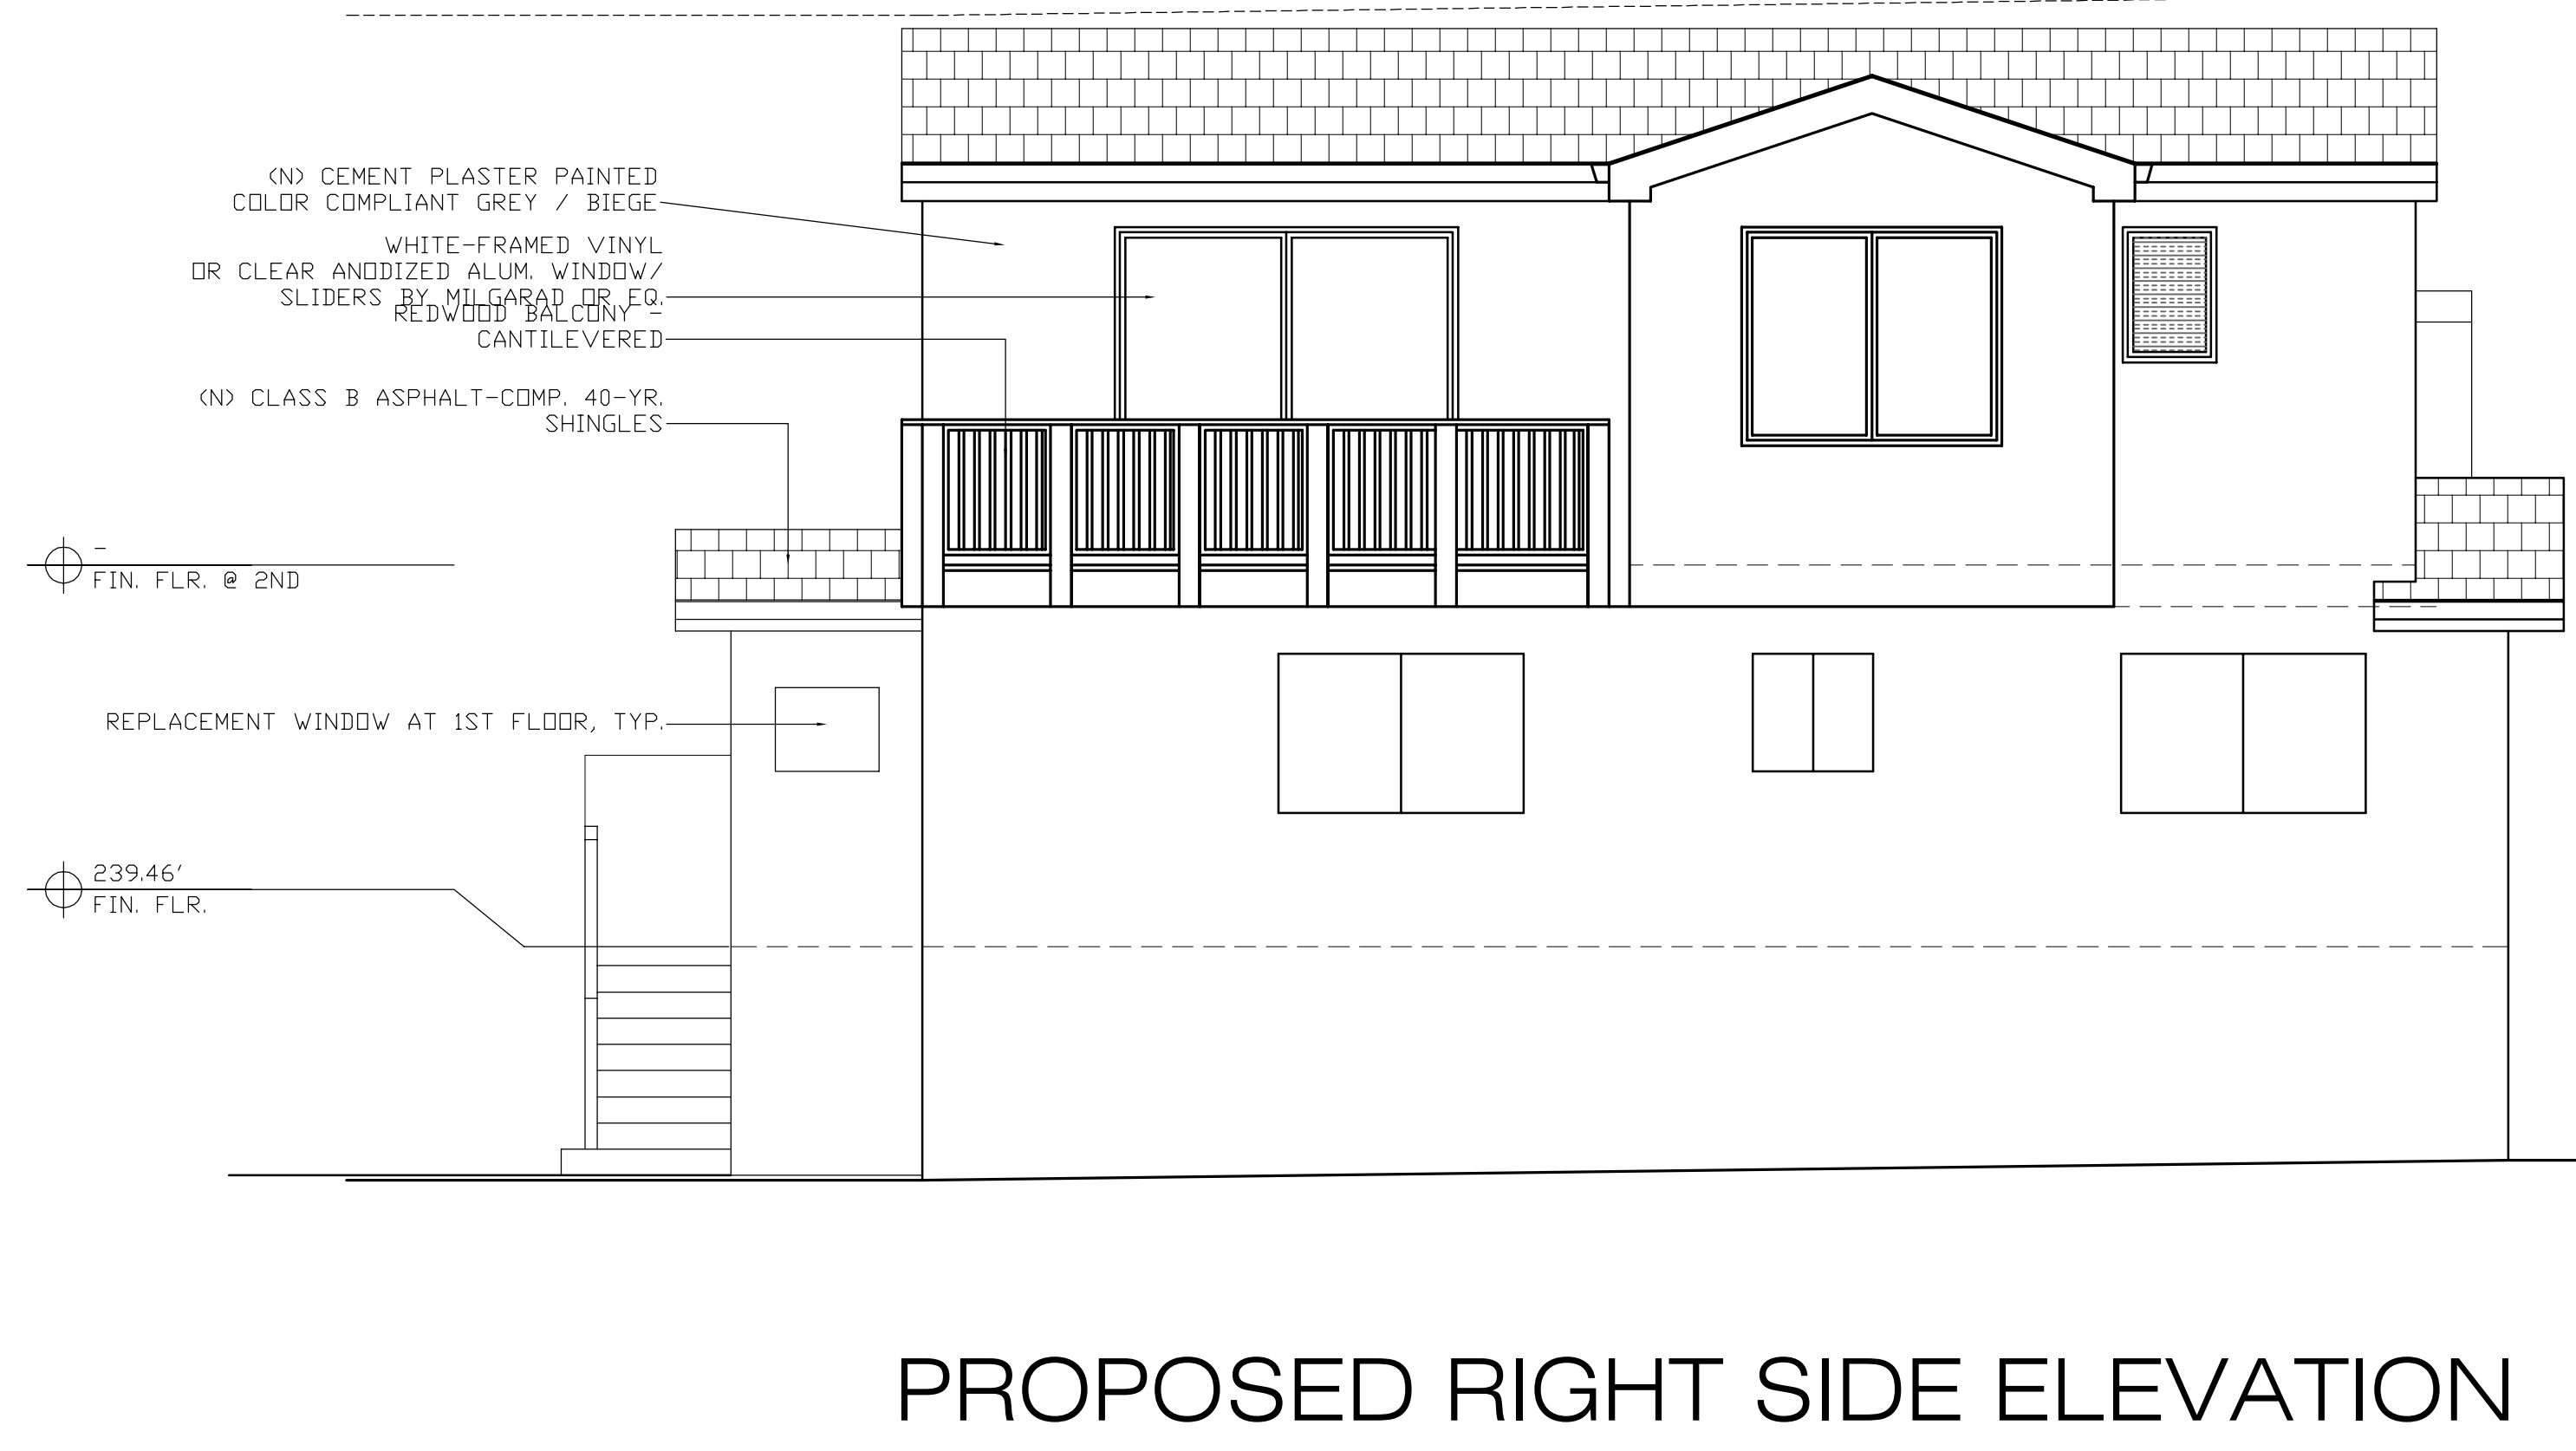 (N) CEMENT PLASTER PAINTED
COLOR COMPLIANT GREY / BIEGE
WHITE-FRAMED VINYL
OR CLEAR ANODIZED ALUM. WINDOW/
SLIDERS BY MILGARAD OR EQ.
REDWOOD BALCONY -
CANTILEVERED
(N) CLASS B ASPHALT-COMP. 40-YR.
SHINGLES
-
FIN. FLR. @ 2ND
REPLACEMENT WINDOW AT 1ST FLOOR, TYP.
239.46'
FIN. FLR.
PROPOSED RIGHT SIDE ELEVATION